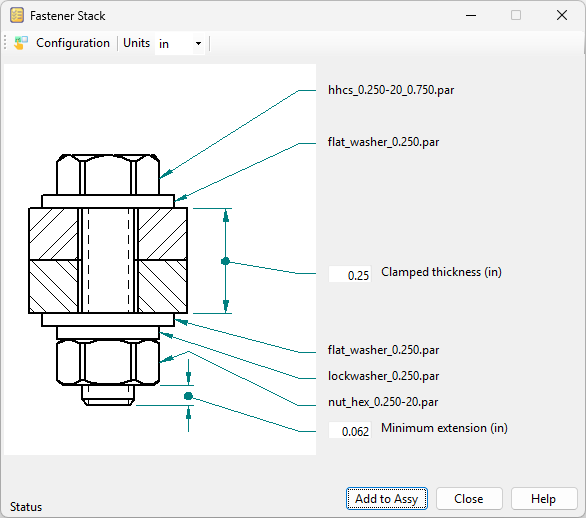 Fastener Stack
Configuration Units in
hhcs_0.250-20_0.750.par
flat_washer_0.250.par
0.25 Clamped thickness (in)
flat_washer_0.250.par
lockwasher_0.250.par
nut_hex_0.250-20.par
0.062 Minimum extension (in)
Add to Assy Close Help
Status